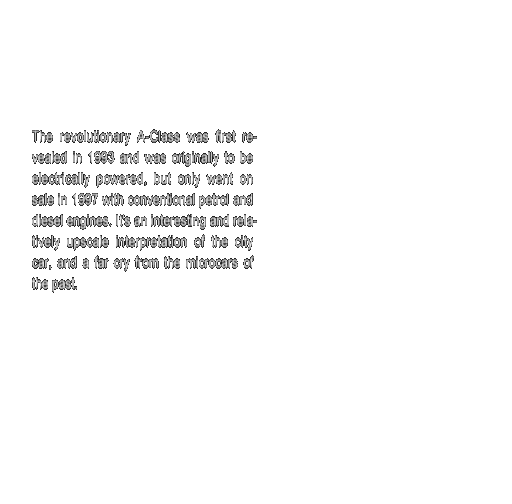 The revolutionary A-Class was first re-
vealed in 1993 and was originally to be
electrically powered, but only went on
sale in 1997 with conventional petrol and
diesel engines. It's an interesting and rela-
tively upscale interpretation of the city
car, and a far cry from the microcars of
the past.